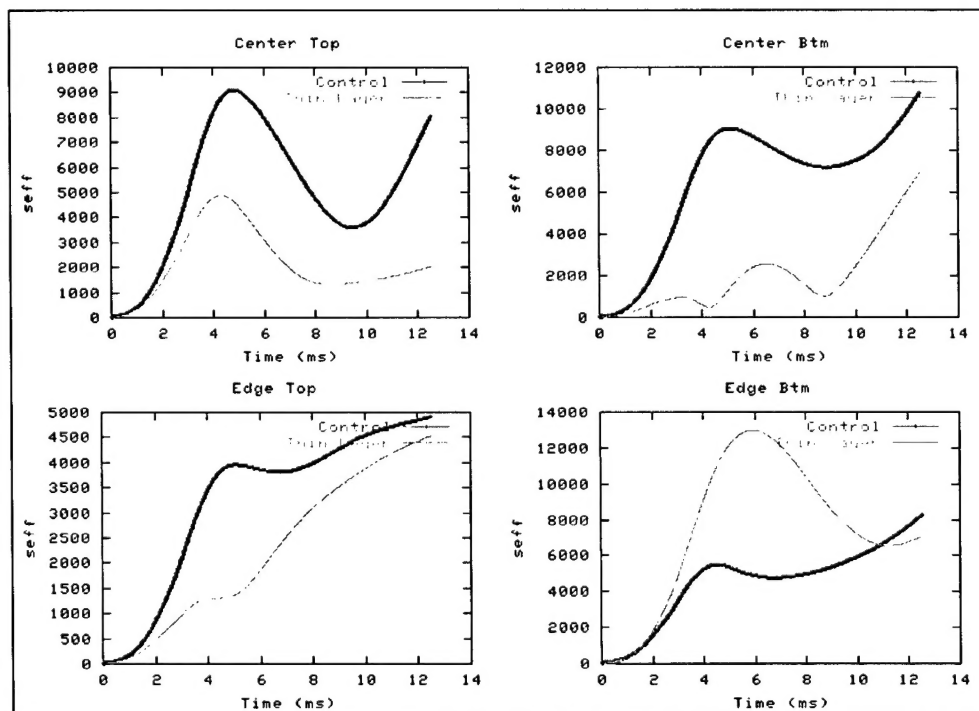 Center Top
10000
9000
8000
7000
6000
5000
4000
3000
2000
1000
0
seff
Control
Thin Layer
0 2 4 6 8 10 12 14
Time (ms)
Center Btm
12000
10000
8000
6000
4000
2000
0
seff
Control
Thin Layer
0 2 4 6 8 10 12 14
Time (ms)
Edge Top
5000
4500
4000
3500
3000
2500
2000
1500
1000
500
0
seff
Control
Thin Layer
0 2 4 6 8 10 12 14
Time (ms)
Edge Btm
14000
12000
10000
8000
6000
4000
2000
0
seff
Control
Thin Layer
0 2 4 6 8 10 12 14
Time (ms)